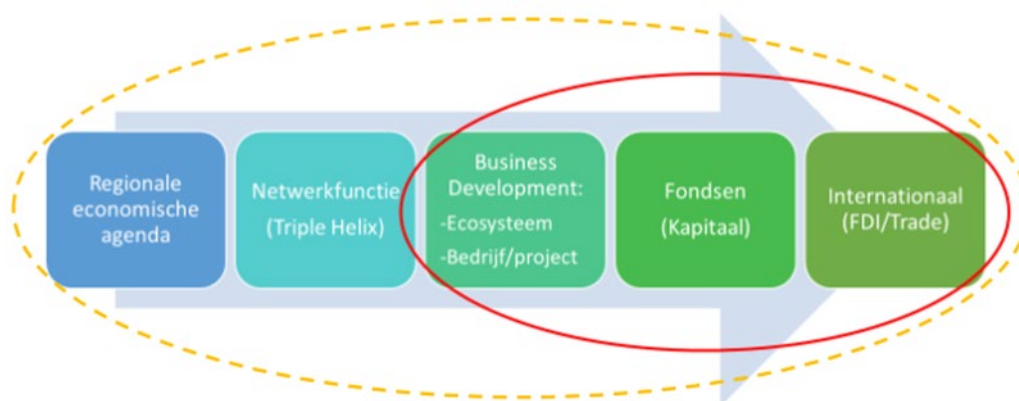 Regionale
economische
agenda
Netwerkfunctie
(Triple Helix)
Business
Development:
-Ecosysteem
-Bedrijf/project
Fondsen
(Kapitaal)
Internationaal
(FDI/Trade)